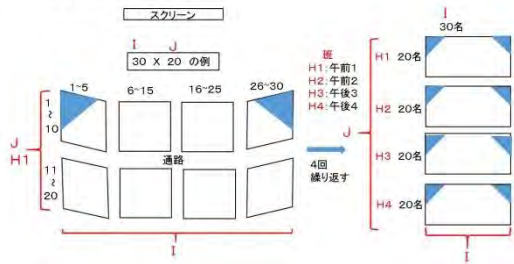 スクリーン
I J
30 X 20 の例
1~5 6~15 16~25 26~30
1
~
10
J
H1
11
~
20
通路
I
班
H1:午前1
H2:午前2
H3:午後3
H4:午後4
4回
繰り返す
I
30名
H1 20名
H2 20名
J
H3 20名
H4 20名
I